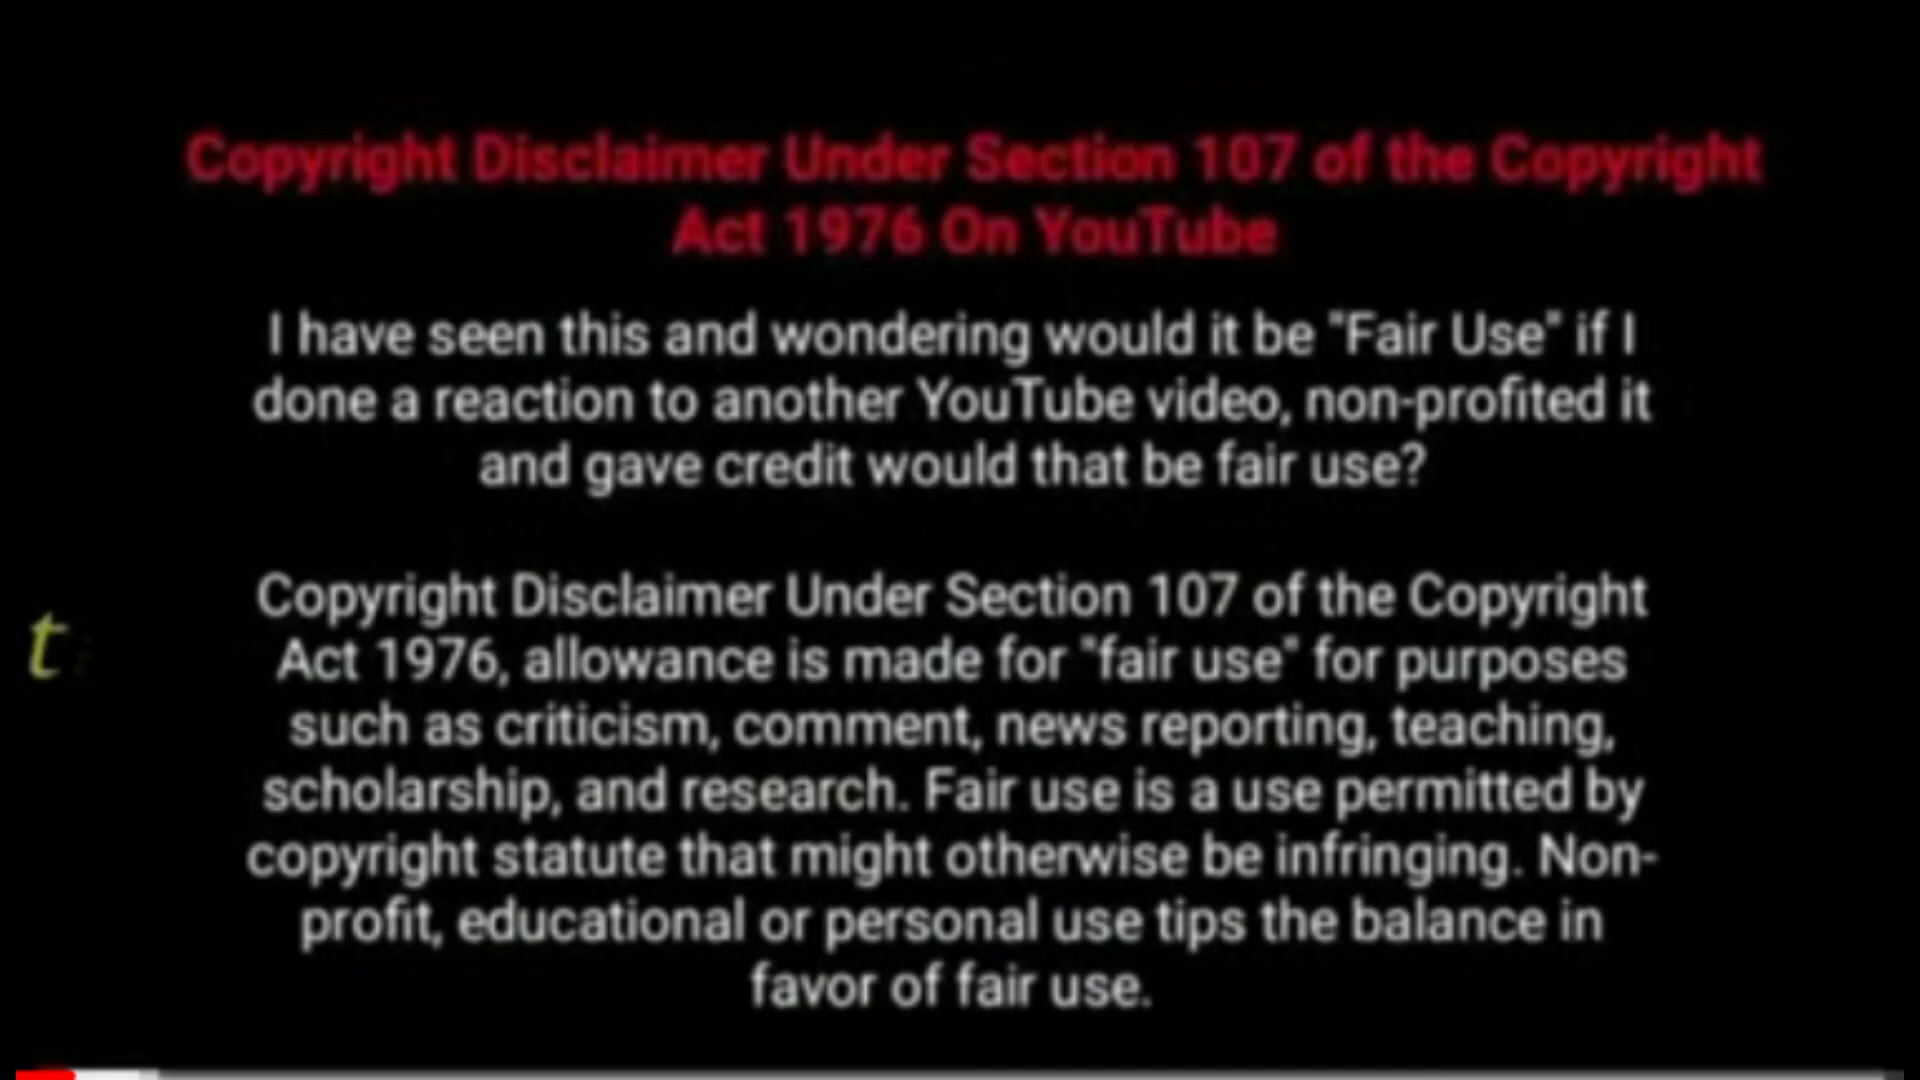 Copyright Disclaimer Under Section 107 of the Copyright
Act 1976 On YouTube
I have seen this and wondering would it be "Fair Use" if I
done a reaction to another YouTube video, non-profited it
and gave credit would that be fair use?
Copyright Disclaimer Under Section 107 of the Copyright
Act 1976, allowance is made for "fair use" for purposes
such as criticism, comment, news reporting, teaching,
scholarship, and research. Fair use is a use permitted by
copyright statute that might otherwise be infringing. Non-
profit, educational or personal use tips the balance in
favor of fair use.
t